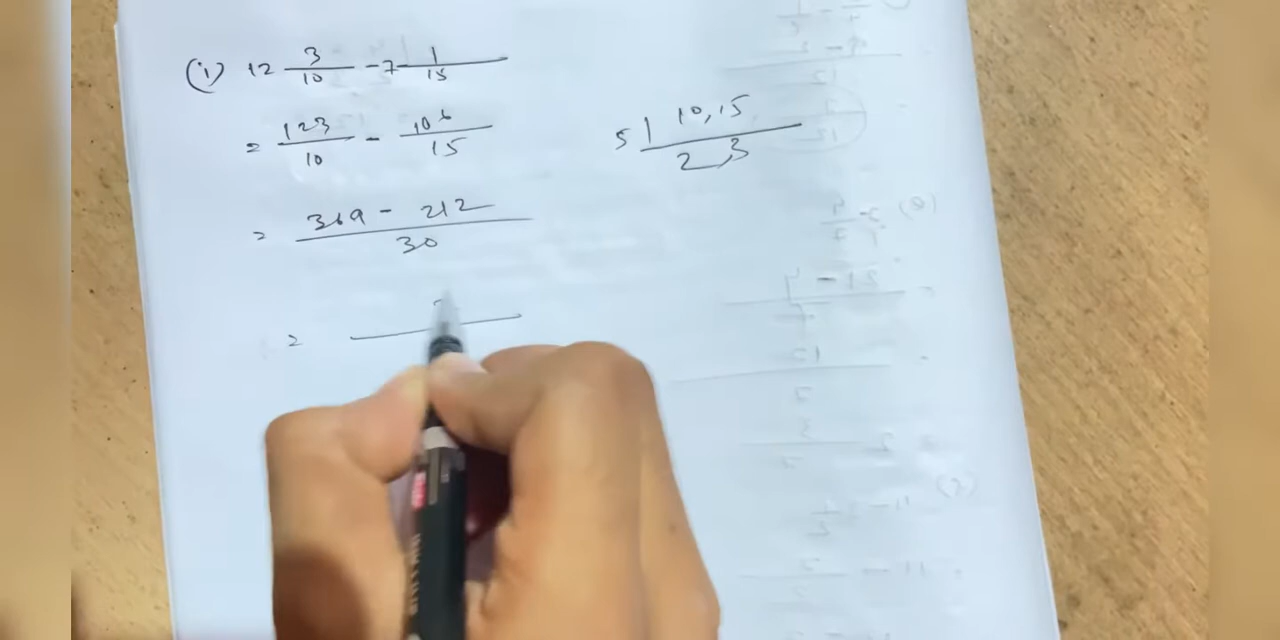 (i) 12 3/10 - 7 1/15
= 123/10 - 106/15
5 | 10, 15
2, 3
= 369 - 212 / 30
=